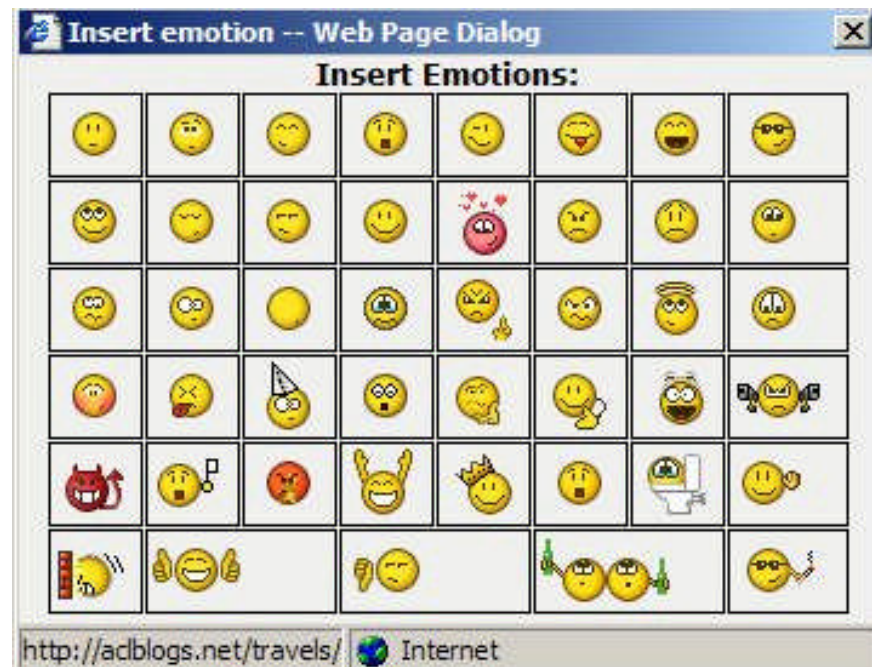 Insert emotion -- Web Page Dialog
Insert Emotions:
http://aclblogs.net/travels/ Internet